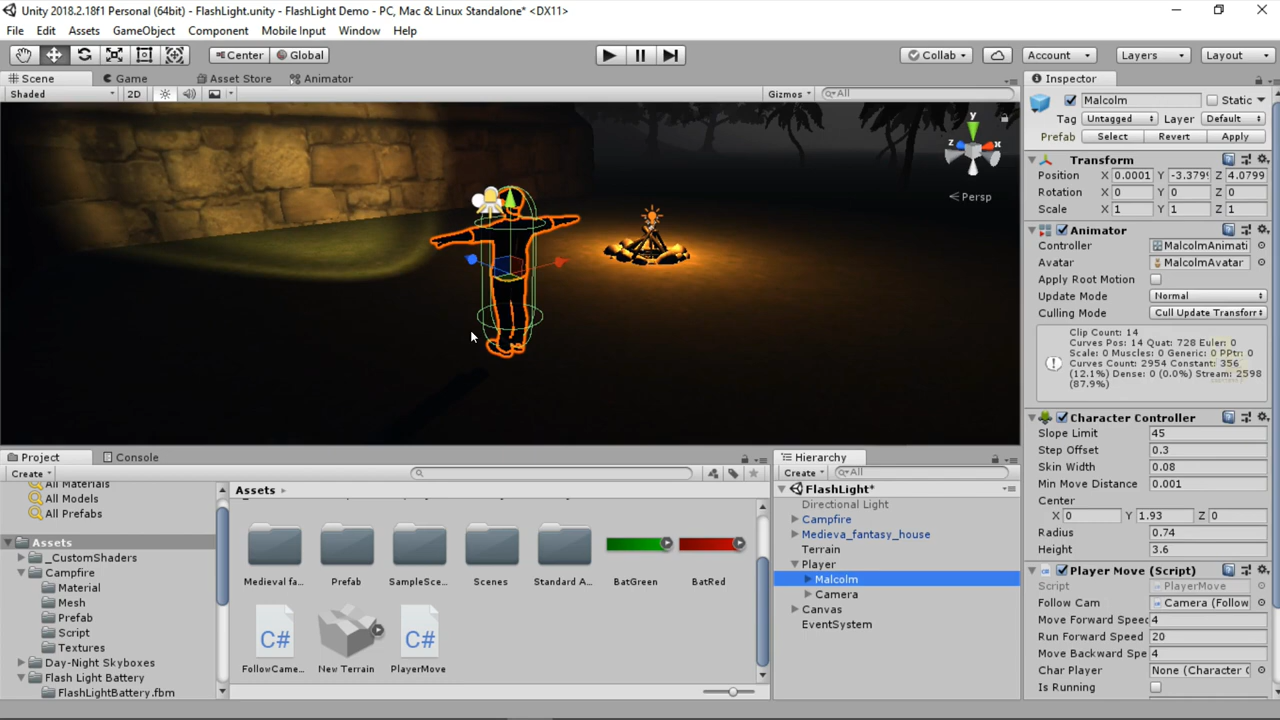 Unity 2018.2.18f1 Personal (64bit) - FlashLight.unity - FlashLight Demo - PC, Mac & Linux Standalone* <DX11>
File Edit Assets GameObject Component Mobile Input Window Help
Center Global Collab Account Layers Layout
Scene Game Asset Store Animator
Shaded 2D Gizmos All
y
z x
Persp
Inspector
Malcolm Static
Tag Untagged Layer Default
Prefab Select Revert Apply
Transform
Position X 0.0001 Y -3.379 Z 4.0799
Rotation X 0 Y 0 Z 0
Scale X 1 Y 1 Z 1
Animator
Controller MalcolmAnimati
Avatar MalcolmAvatar
Apply Root Motion
Update Mode Normal
Culling Mode Cull Update Transforr
Clip Count: 14
Curves Pos: 14 Quat: 728 Euler: 0
Scale: 0 Muscles: 0 Generic: 0 PPtr: 0
Curves Count: 2954 Constant: 356
(12.1%) Dense: 0 (0.0%) Stream: 2598
(87.9%)
Character Controller
Slope Limit 45
Step Offset 0.3
Skin Width 0.08
Min Move Distance 0.001
Center
X 0 Y 1.93 Z 0
Radius 0.74
Height 3.6
Player Move (Script)
Script PlayerMove
Follow Cam Camera (Follow
Move Forward Speec 4
Run Forward Speed 20
Move Backward Spe 4
Char Player None (Character C
Is Running
Project Console
Create
All Materials
All Models
All Prefabs
Assets
_CustomShaders
Campfire
Material
Mesh
Prefab
Script
Textures
Day-Night Skyboxes
Flash Light Battery
FlashLightBattery.fbm
Assets
Medieval fa... Prefab SampleSce... Scenes Standard A... BatGreen BatRed
C# C#
FollowCame... New Terrain PlayerMove
Hierarchy
Create All
FlashLight*
Directional Light
Campfire
Medieva_fantasy_house
Terrain
Player
Malcolm
Camera
Canvas
EventSystem